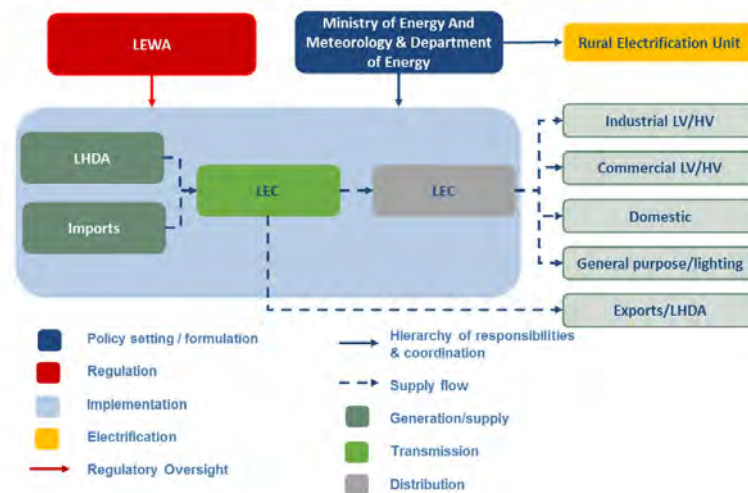 LEWA
Ministry of Energy And
Meteorology & Department
of Energy
Rural Electrification Unit
LHDA
Imports
LEC
LEC
Industrial LV/HV
Commercial LV/HV
Domestic
General purpose/lighting
Exports/LHDA
Policy setting / formulation
Regulation
Implementation
Electrification
Regulatory Oversight
Hierarchy of responsibilities
& coordination
Supply flow
Generation/supply
Transmission
Distribution